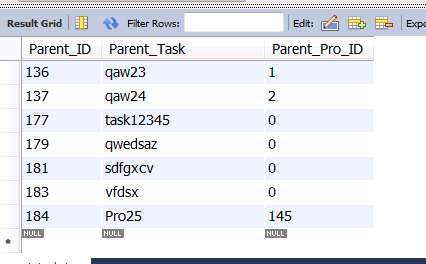 Result Grid Filter Rows: Edit: Expo
Parent_ID Parent_Task Parent_Pro_ID
136 qaw23 1
137 qaw24 2
177 task12345 0
179 qwedsaz 0
181 sdfgxcv 0
183 vfdsx 0
184 Pro25 145
* NULL NULL NULL